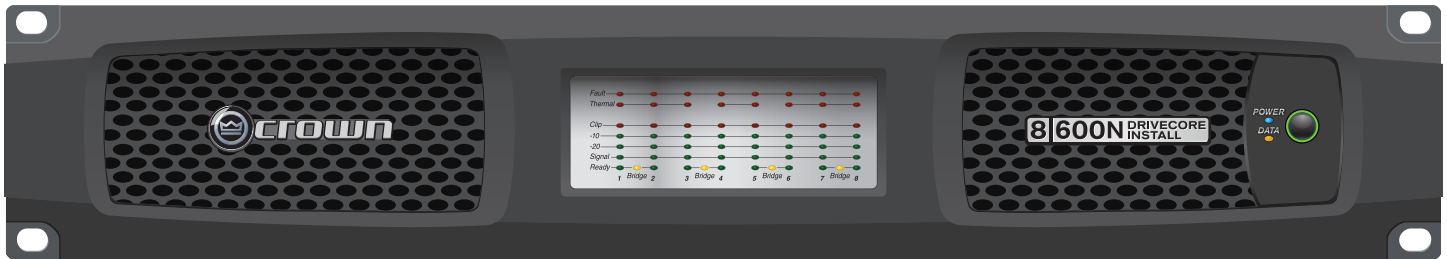 crown
Fault
Thermal
Clip
-10
-20
Signal
Ready
Bridge Bridge Bridge Bridge
1 2 3 4 5 6 7 8
8|600N DRIVECORE
INSTALL
POWER
DATA